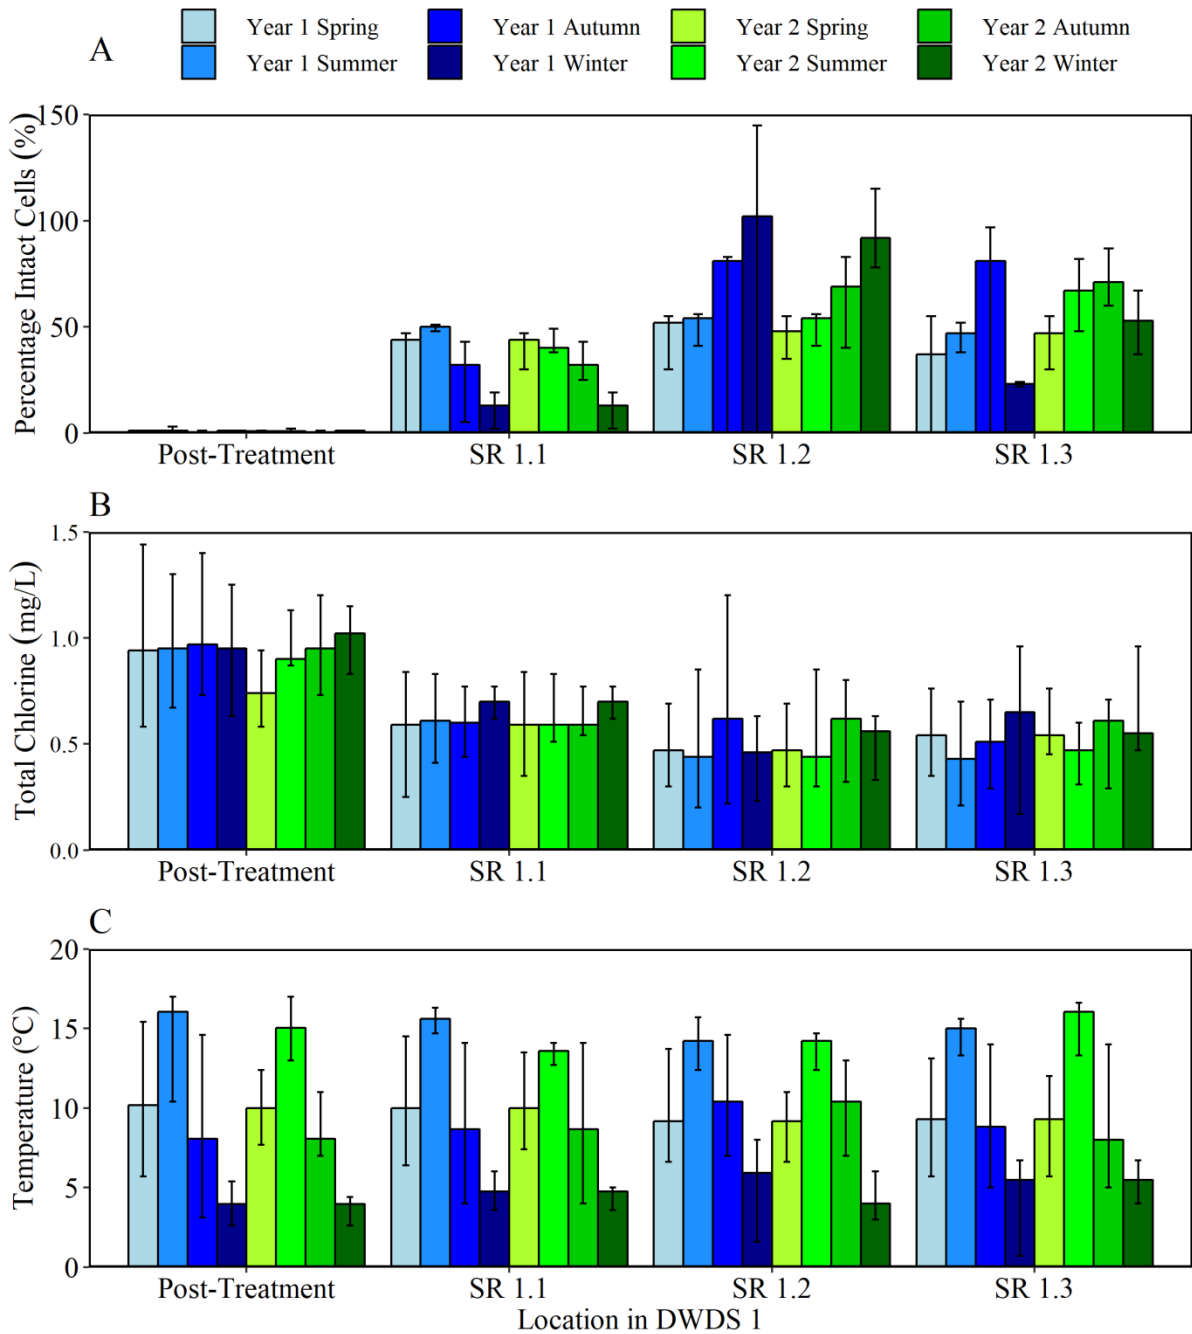 A
Year 1 Spring
Year 1 Autumn
Year 2 Spring
Year 2 Autumn
Year 1 Summer
Year 1 Winter
Year 2 Summer
Year 2 Winter
Percentage Intact Cells (%)
150
100
50
0
Post-Treatment
SR 1.1
SR 1.2
SR 1.3
B
Total Chlorine (mg/L)
1.5
1.0
0.5
0.0
Post-Treatment
SR 1.1
SR 1.2
SR 1.3
C
Temperature (°C)
20
15
10
5
0
Post-Treatment
SR 1.1
SR 1.2
SR 1.3
Location in DWDS 1